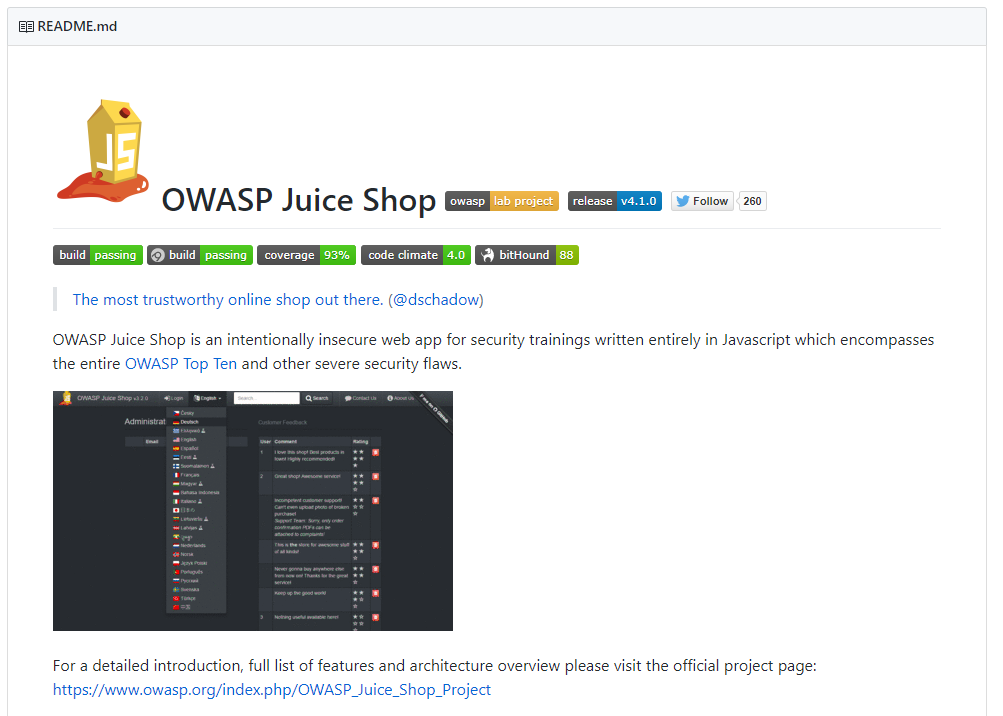 README.md
JS
OWASP Juice Shop owasp lab project release v4.1.0 Follow 260
build passing build passing coverage 93% code climate 4.0 bitHound 88
The most trustworthy online shop out there. (@dschadow)
OWASP Juice Shop is an intentionally insecure web app for security trainings written entirely in Javascript which encompasses
the entire OWASP Top Ten and other severe security flaws.
OWASP Juice Shop v3.2.0 Login English Search... Search Contact Us About Us Fork me on GitHub
Administrat Customer Feedback
Email User Comment Rating
Česky
Deutsch
English
Español
Suomalainen
Français
Magyar
Bahasa Indonesia
Italiano
日本の
Lietuviešu
Latvian
Nederlands
Norsk
Język Polski
Português
Русский
Svenska
Türkçe
中国
1 I love this shop! Best products in
town! Highly recommended!
2 Great shop! Awesome service!
Incompetent customer support!
Can't even upload photo of broken
purchase!
Support Team: Sorry, only order
confirmation PDFs can be
attached to complaints!
This is the store for awesome stuff
of all kinds!
Never gonna buy anywhere else
from now on! Thanks for the great
service!
Keep up the good work!
3 Nothing useful available here!
For a detailed introduction, full list of features and architecture overview please visit the official project page:
https://www.owasp.org/index.php/OWASP_Juice_Shop_Project